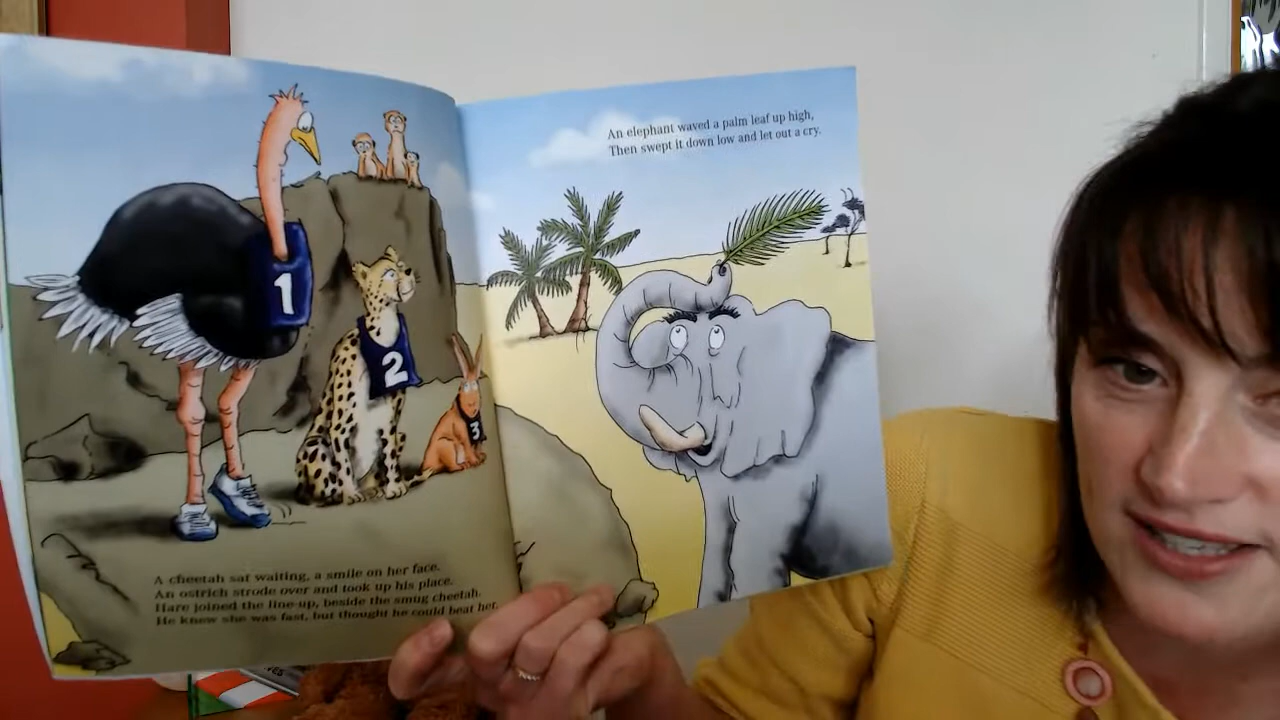 1
2
3
A cheetah sat waiting, a smile on her face.
An ostrich strode over and took up his place.
Hare joined the line-up, beside the smug cheetah.
He knew she was fast, but thought he could beat her.
An elephant waved a palm leaf up high,
Then swept it down low and let out a cry.